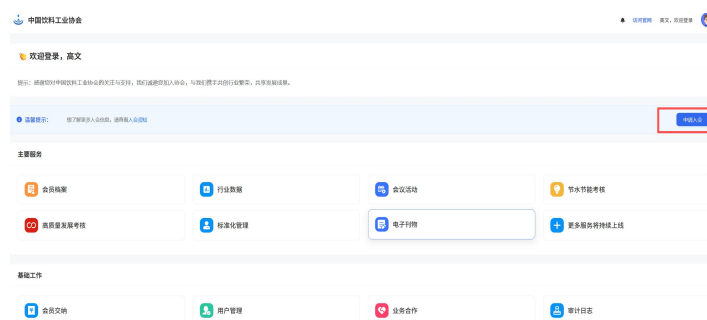 中国饮料工业协会
访问官网 高文，欢迎登录
欢迎登录，高文
提示：感谢您对中国饮料工业协会的关注与支持，我们诚邀您加入协会，与我们携手共创行业繁荣，共享发展成果。
温馨提示： 想了解更多入会信息，请查看入会须知
申请入会
主要服务
会员档案 行业数据 会议活动 节水节能考核
高质量发展考核 标准化管理 电子刊物 更多服务将持续上线
基础工作
会员交纳 用户管理 业务合作 审计日志